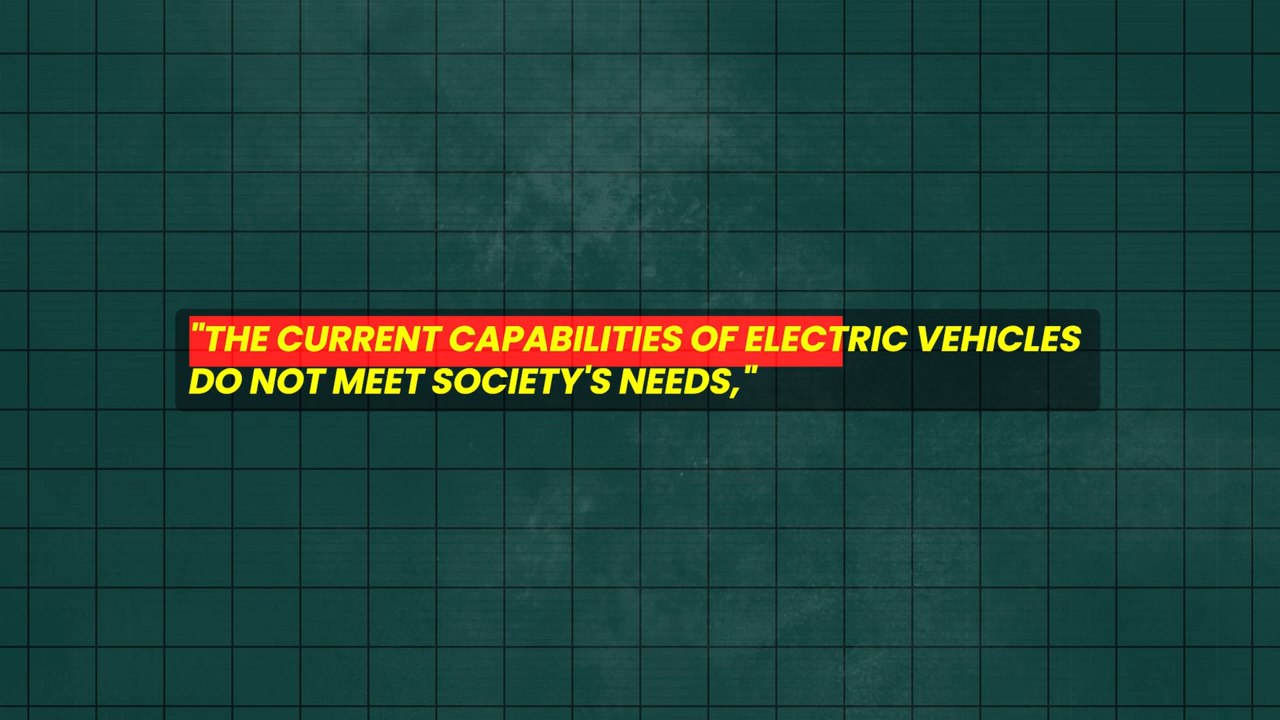 "THE CURRENT CAPABILITIES OF ELECTRIC VEHICLES
DO NOT MEET SOCIETY'S NEEDS,"